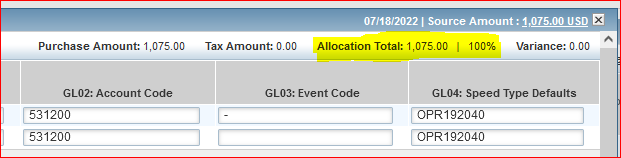 07/18/2022 | Source Amount : 1,075.00 USD
Purchase Amount: 1,075.00 Tax Amount: 0.00 Allocation Total: 1,075.00 | 100% Variance: 0.00
GL02: Account Code GL03: Event Code GL04: Speed Type Defaults
531200 - OPR192040
531200 OPR192040